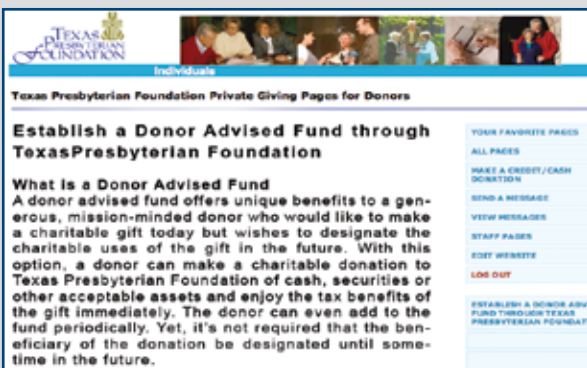 TEXAS
PRESBYTERIAN
FOUNDATION
Individuals
Texas Presbyterian Foundation Private Giving Pages for Donors
Establish a Donor Advised Fund through
TexasPresbyterian Foundation
What is a Donor Advised Fund
A donor advised fund offers unique benefits to a gen-
erous, mission-minded donor who would like to make
a charitable gift today but wishes to designate the
charitable uses of the gift in the future. With this
option, a donor can make a charitable donation to
Texas Presbyterian Foundation of cash, securities or
other acceptable assets and enjoy the tax benefits of
the gift immediately. The donor can even add to the
fund periodically. Yet, it's not required that the ben-
eficiary of the donation be designated until some-
time in the future.
YOUR FAVORITE PAGES
ALL PAGES
MAKE A CREDIT/CASH
DONATION
SEND A MESSAGE
VIEW MESSAGES
STAFF PAGES
EDIT WEBSITE
LOG OUT
ESTABLISH A DONOR ADV
FUND THROUGH TEXAS
PRESBYTERIAN FOUNDAT